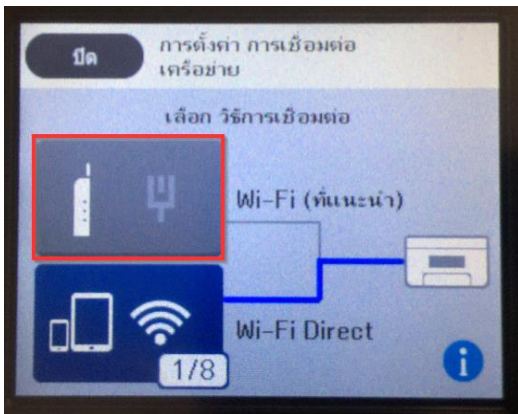 ปิด
การตั้งค่า การเชื่อมต่อ
เครือข่าย
เลือก วิธีการเชื่อมต่อ
Wi-Fi (ที่แนะนำ)
Wi-Fi Direct
1/8
i